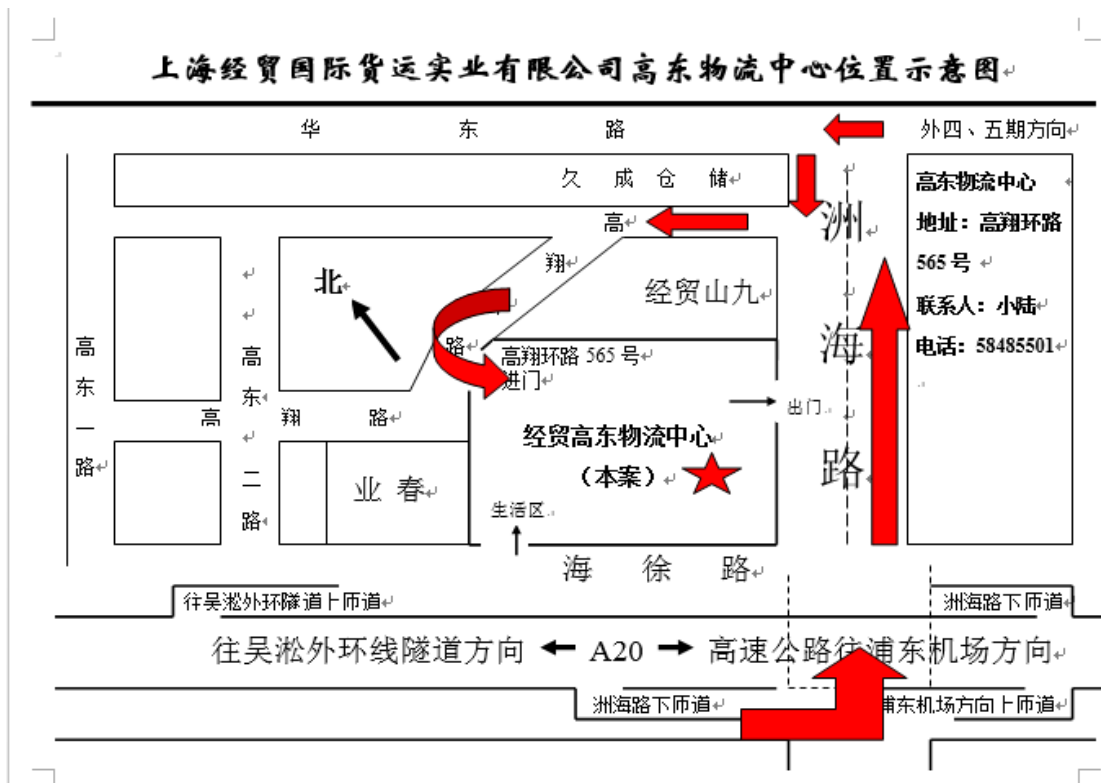 上海经贸国际货运实业有限公司高东物流中心位置示意图
华东路
外四、五期方向
久成仓储
高东物流中心
地址：高翔环路
565号
联系人：小陆
电话：58485501
高
翔
路
洲海路
北
经贸山九
高翔环路 565 号
进门
出门
高东一路
高东二路
高翔路
经贸高东物流中心
（本案）
业春
生活区
海徐路
往吴淞外环隧道上匝道
洲海路下匝道
往吴淞外环线隧道方向 A20 高速公路往浦东机场方向
洲海路下匝道
浦东机场方向上匝道